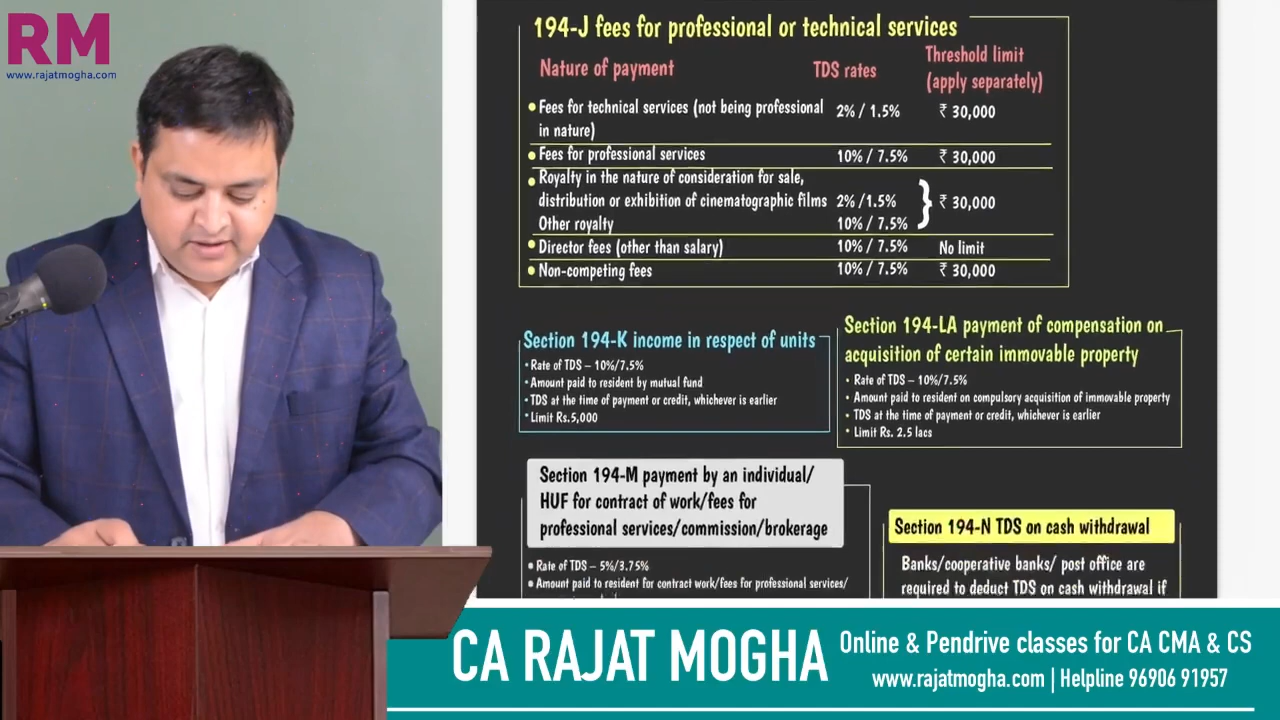 RM
www.rajatmogha.com
194-J fees for professional or technical services
Nature of payment
TDS rates
Threshold limit
(apply separately)
Fees for technical services (not being professional
in nature)
2% / 1.5%
₹ 30,000
Fees for professional services
10% / 7.5%
₹ 30,000
Royalty in the nature of consideration for sale,
distribution or exhibition of cinematographic films
2% /1.5%
₹ 30,000
Other royalty
10% / 7.5%
Director fees (other than salary)
10% / 7.5%
No limit
Non-competing fees
10% / 7.5%
₹ 30,000
Section 194-K income in respect of units
• Rate of TDS – 10%/7.5%
• Amount paid to resident by mutual fund
• TDS at the time of payment or credit, whichever is earlier
• Limit Rs.5,000
Section 194-LA payment of compensation on
acquisition of certain immovable property
• Rate of TDS – 10%/7.5%
• Amount paid to resident on compulsory acquisition of immovable property
• TDS at the time of payment or credit, whichever is earlier
• Limit Rs. 2.5 lacs
Section 194-M payment by an individual/
HUF for contract of work/fees for
professional services/commission/brokerage
• Rate of TDS – 5%/3.75%
• Amount paid to resident for contract work/fees for professional services/
Section 194-N TDS on cash withdrawal
Banks/cooperative banks/ post office are
required to deduct TDS on cash withdrawal if
CA RAJAT MOGHA
Online & Pendrive classes for CA CMA & CS
www.rajatmogha.com | Helpline 96906 91957